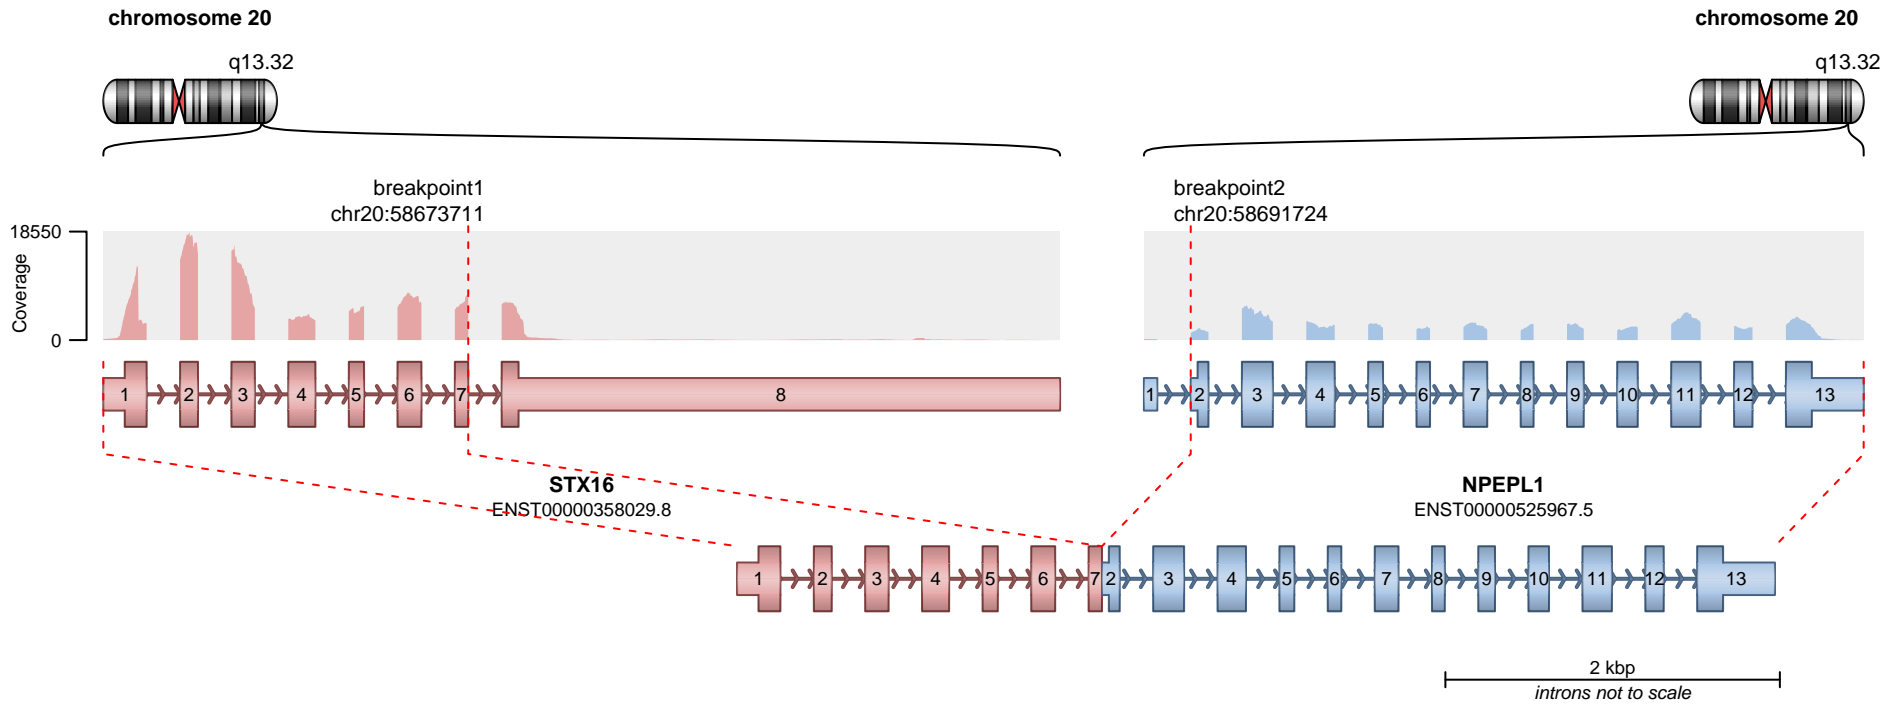 chromosome 20
chromosome 20
q13.32
q13.32
breakpoint1
chr20:58673711
breakpoint2
chr20:58691724
18550
Coverage
0
1 2 3 4 5 6 7 8
1 2 3 4 5 6 7 8 9 10 11 12 13
STX16
ENST00000358029.8
NPEPL1
ENST00000525967.5
1 2 3 4 5 6 7 2 3 4 5 6 7 8 9 10 11 12 13
2 kbp
introns not to scale